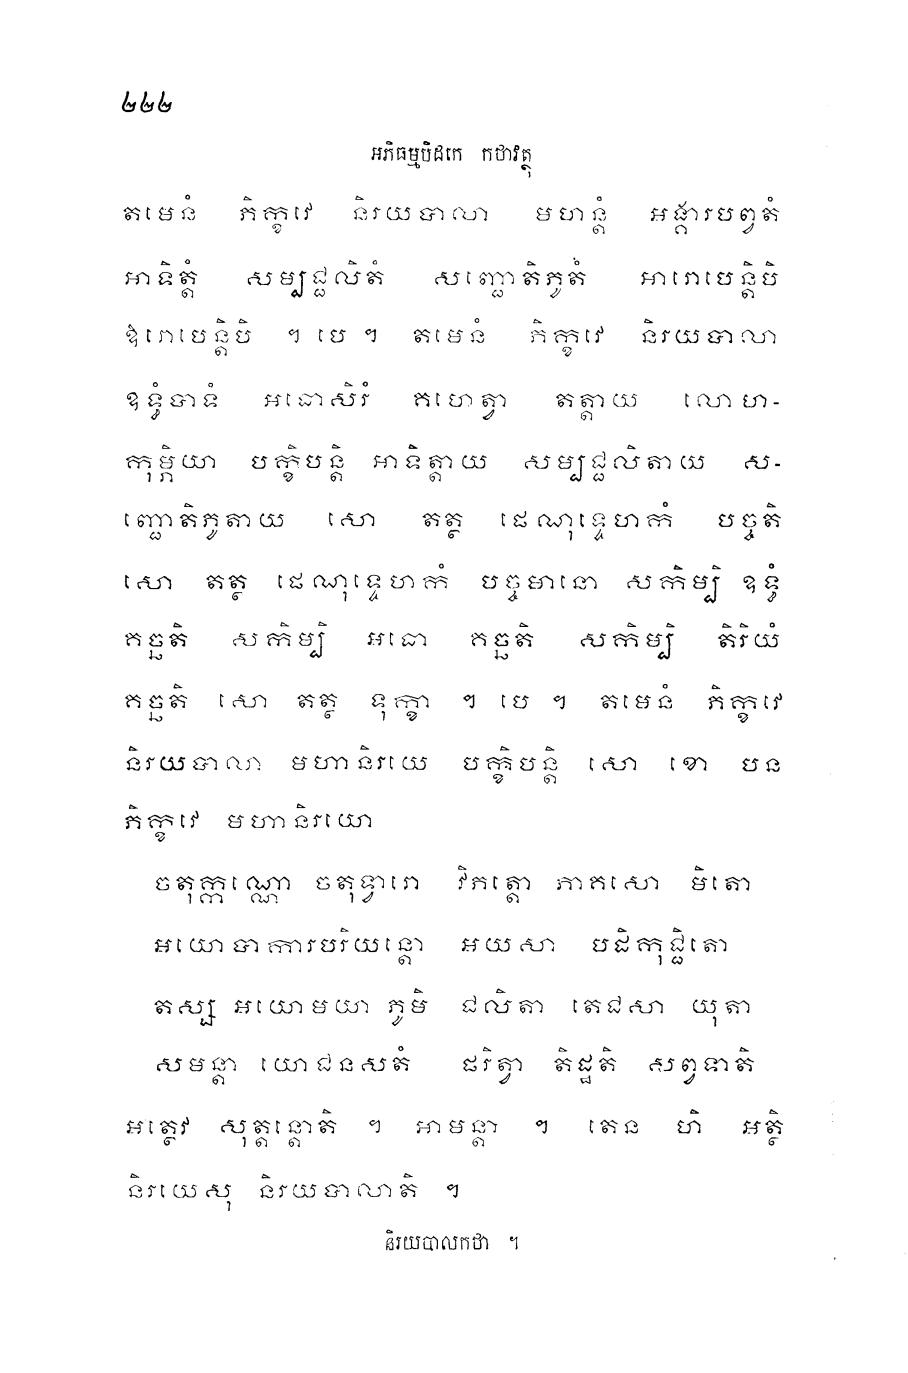 ២២២
អភិធម្មបិដកេ កថាវត្ថុ
តមេនំ ភិក្ខវេ និរយបាលា មហន្តំ អង្គារបព្វតំ
អាទិត្តំ សម្បជ្ជលិតំ សញ្ជោតិភូតំ អារោបេន្តិបិ
ឱរោបេន្តិបិ ។ បេ ។ តមេនំ ភិក្ខវេ និរយបាលា
ឧទ្ធំបាទំ អធោសិរំ គហេត្វា តត្តាយ លោហ-
កុម្ភិយា បក្ខិបន្តិ អាទិត្តាយ សម្បជ្ជលិតាយ ស-
ញ្ជោតិភូតាយ សោ តត្ថ ផេណុទ្ទេហកំ បច្ចតិ
សោ តត្ថ ផេណុទ្ទេហកំ បច្ចមានោ សកិម្បិ ឧទ្ធំ
គច្ឆតិ សកិម្បិ អធោ គច្ឆតិ សកិម្បិ តិរិយំ
គច្ឆតិ សោ តត្ថ ទុក្ខា ។ បេ ។ តមេនំ ភិក្ខវេ
និរយបាលា មហានិរយេ បក្ខិបន្តិ សោ ខោ បន
ភិក្ខវេ មហានិរយោ
ចតុក្កណ្ណោ ចតុទ្វារោ វិភត្តោ ភាគសោ មិតោ
អយោបាការបរិយន្តោ អយសា បដិកុជ្ជិតោ
តស្ស អយោមយា ភូមិ ជលិតា តេជសា យុតា
សមន្តា យោជនសតំ ផរិត្វា តិដ្ឋតិ សព្វទាតិ
អត្ថេវ សុត្តន្តោតិ ។ អាមន្តា ។ តេន ហិ អត្ថិ
និរយេសុ និរយបាលាតិ ។
និរយបាលកថា ។